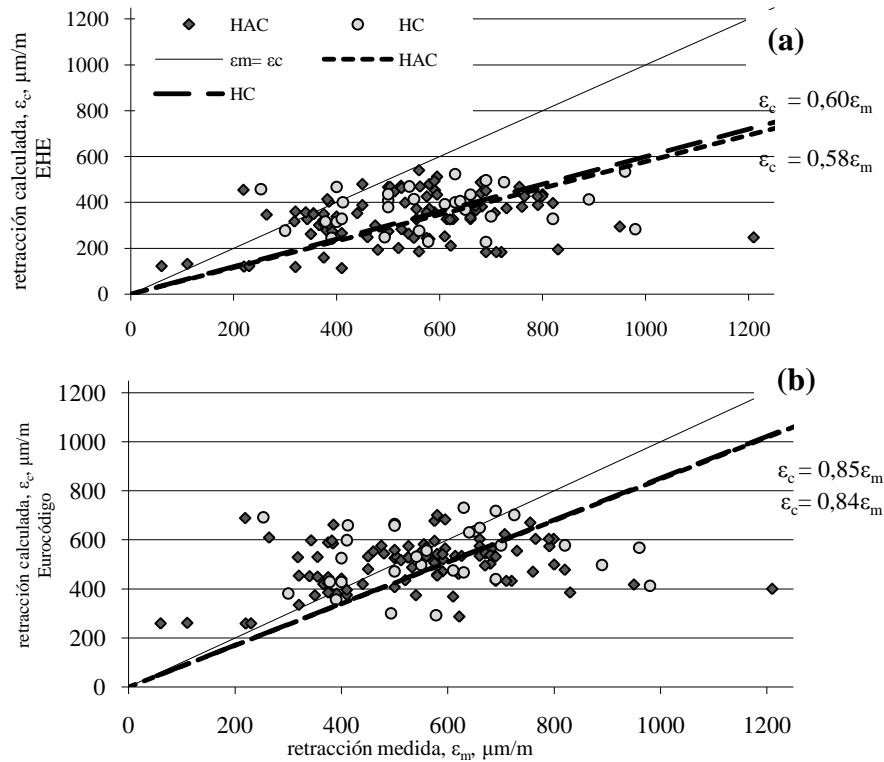 1200
1000
800
600
400
200
0
retracción calculada, εc, µm/m
EHE
HAC
HC
εm= εc
HAC
HC
(a)
εc = 0,60εm
εc = 0,58εm
0
200
400
600
800
1000
1200
(b)
1200
1000
800
600
400
200
0
retracción calculada, εc, µm/m
Eurocódigo
εc = 0,85εm
εc = 0,84εm
0
200
400
600
800
1000
1200
retracción medida, εm, µm/m